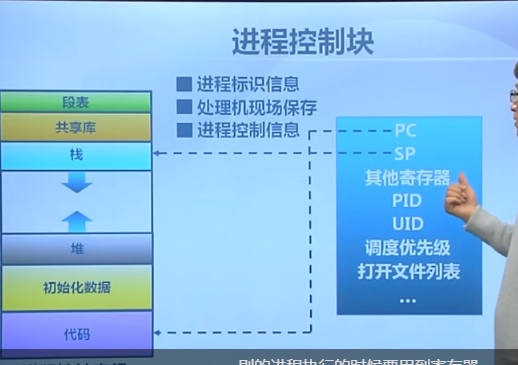 进程控制块
进程标识信息
处理机现场保存
进程控制信息
段表
共享库
栈
堆
初始化数据
代码
PC
SP
其他寄存器
PID
UID
调度优先级
打开文件列表
...
的进程执行的时候要用到寄存器